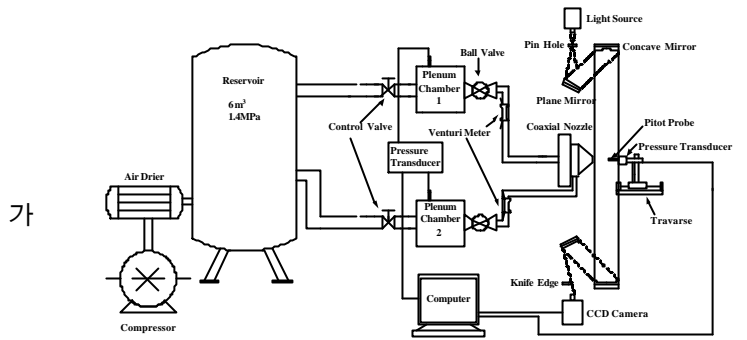 Light Source
Pin Hole
Concave Mirror
Ball Valve
Plenum
Chamber
1
Reservoir
6 m³
1.4MPa
Plane Mirror
Control Valve
Venturi Meter
Coaxial Nozzle
Pitot Probe
Pressure Transducer
Pressure
Transducer
Air Drier
가
Plenum
Chamber
2
Travarse
Knife Edge
Computer
CCD Camera
Compressor